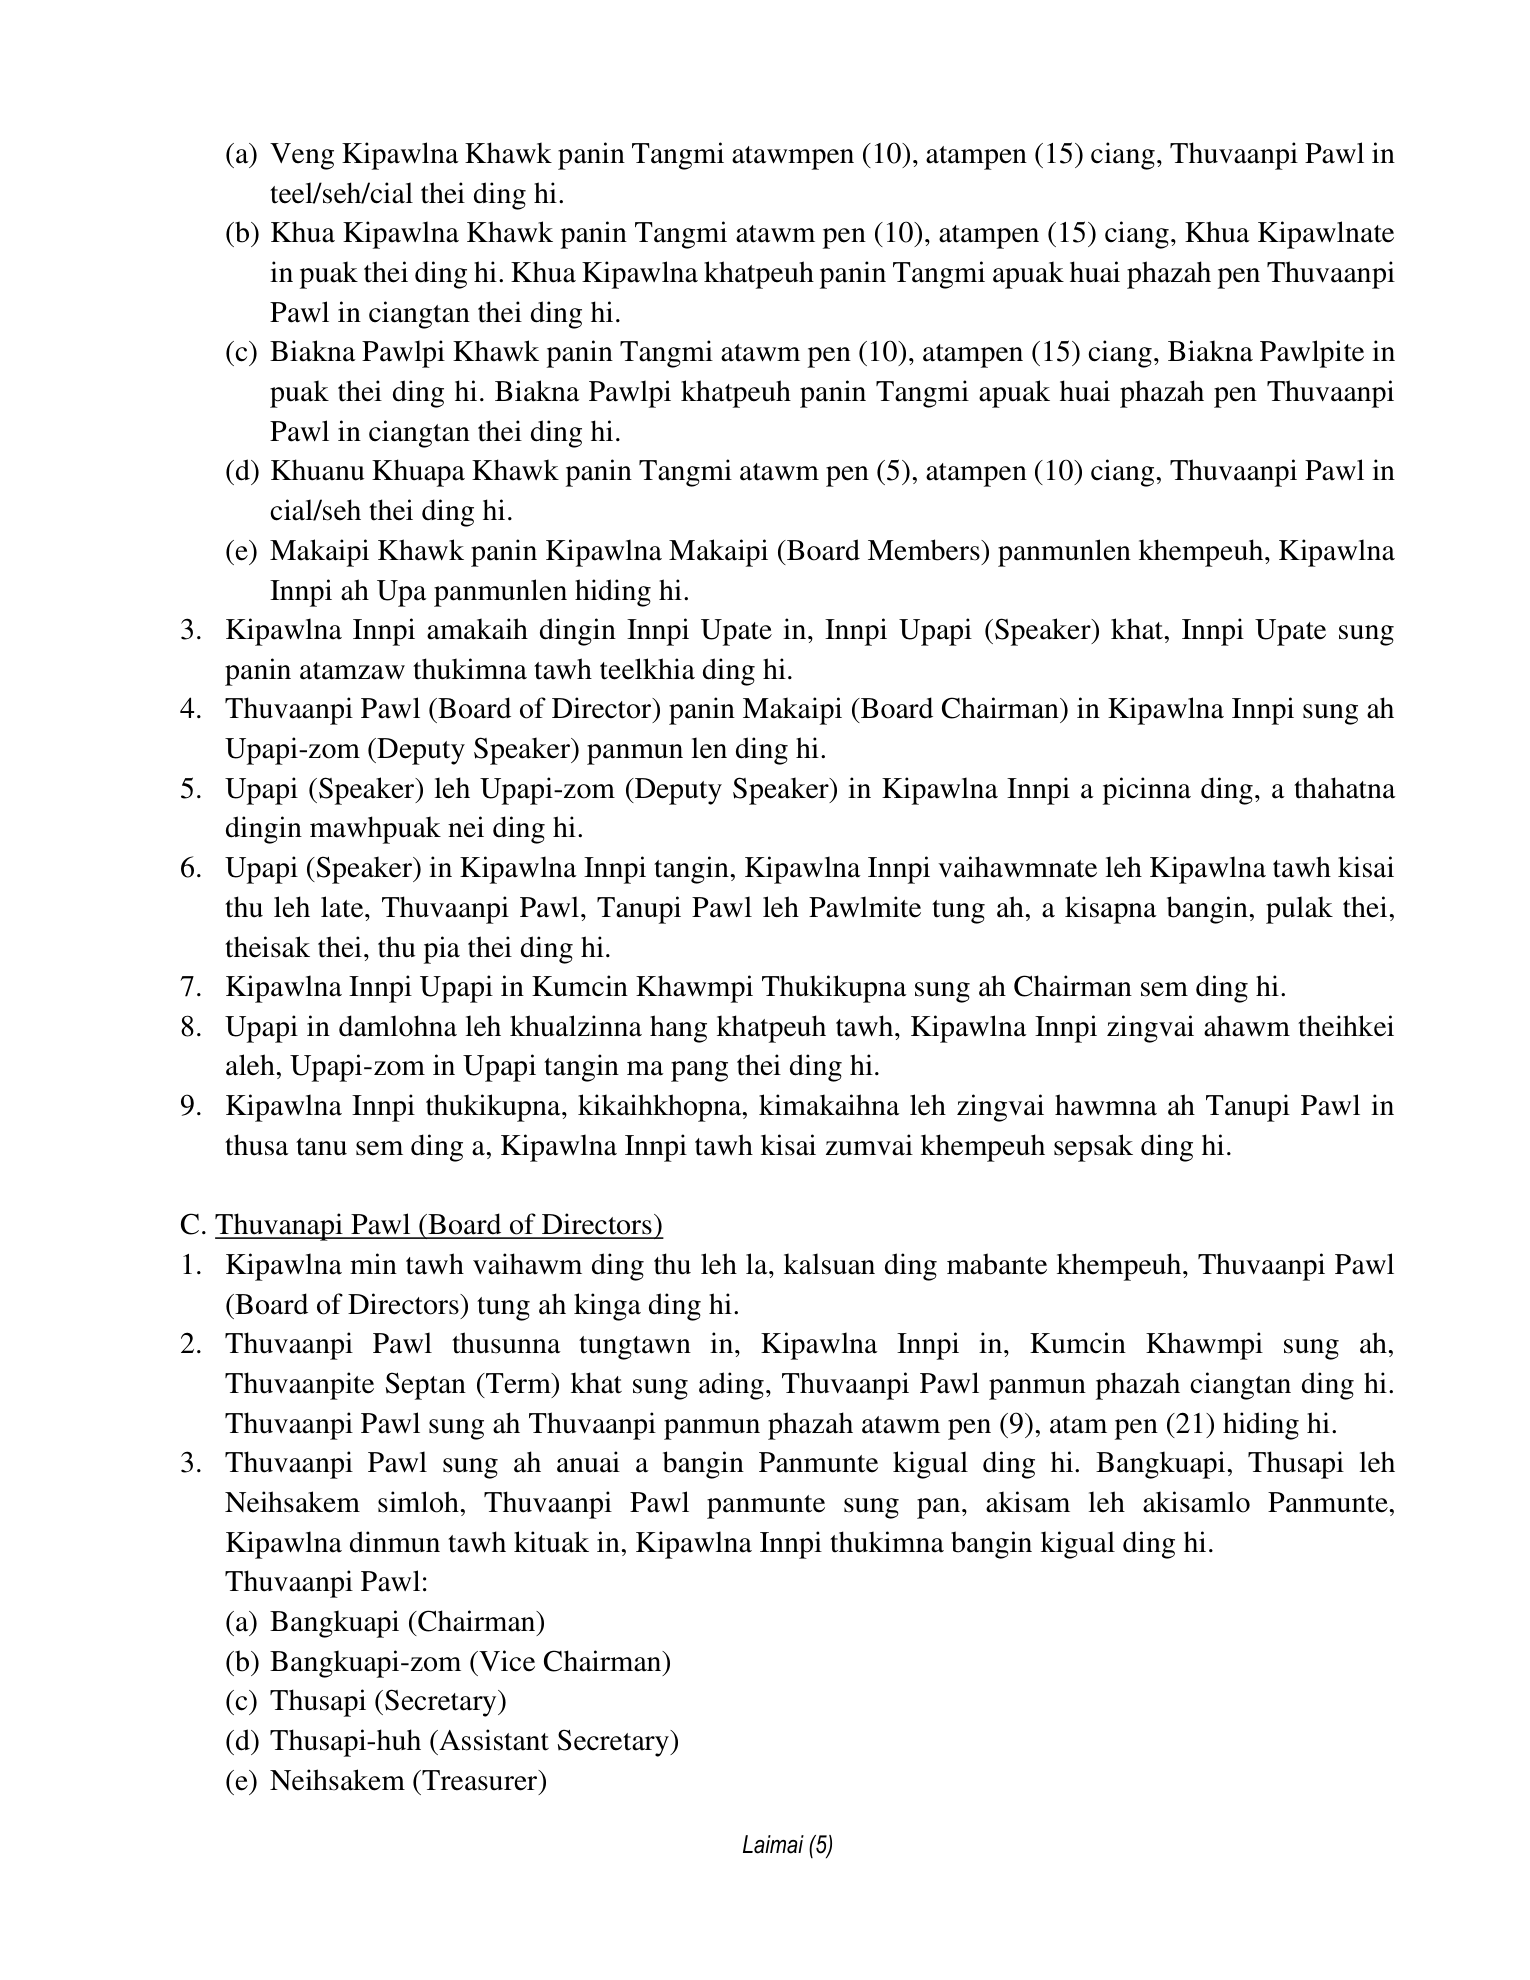 (a) Veng Kipawlna Khawk panin Tangmi atawmpen (10), atampen (15) ciang, Thuvaanpi Pawl in
teel/seh/cial thei ding hi.
(b) Khua Kipawlna Khawk panin Tangmi atawm pen (10), atampen (15) ciang, Khua Kipawlnate
in puak thei ding hi. Khua Kipawlna khatpeuh panin Tangmi apuak huai phazah pen Thuvaanpi
Pawl in ciangtan thei ding hi.
(c) Biakna Pawlpi Khawk panin Tangmi atawm pen (10), atampen (15) ciang, Biakna Pawlpite in
puak thei ding hi. Biakna Pawlpi khatpeuh panin Tangmi apuak huai phazah pen Thuvaanpi
Pawl in ciangtan thei ding hi.
(d) Khuanu Khuapa Khawk panin Tangmi atawm pen (5), atampen (10) ciang, Thuvaanpi Pawl in
cial/seh thei ding hi.
(e) Makaipi Khawk panin Kipawlna Makaipi (Board Members) panmunlen khempeuh, Kipawlna
Innpi ah Upa panmunlen hiding hi.
3. Kipawlna Innpi amakaih dingin Innpi Upate in, Innpi Upapi (Speaker) khat, Innpi Upate sung
panin atamzaw thukimna tawh teelkhia ding hi.
4. Thuvaanpi Pawl (Board of Director) panin Makaipi (Board Chairman) in Kipawlna Innpi sung ah
Upapi-zom (Deputy Speaker) panmun len ding hi.
5. Upapi (Speaker) leh Upapi-zom (Deputy Speaker) in Kipawlna Innpi a picinna ding, a thahatna
dingin mawhpuak nei ding hi.
6. Upapi (Speaker) in Kipawlna Innpi tangin, Kipawlna Innpi vaihawmnate leh Kipawlna tawh kisai
thu leh late, Thuvaanpi Pawl, Tanupi Pawl leh Pawlmite tung ah, a kisapna bangin, pulak thei,
theisak thei, thu pia thei ding hi.
7. Kipawlna Innpi Upapi in Kumcin Khawmpi Thukikupna sung ah Chairman sem ding hi.
8. Upapi in damlohna leh khualzinna hang khatpeuh tawh, Kipawlna Innpi zingvai ahawm theihkei
aleh, Upapi-zom in Upapi tangin ma pang thei ding hi.
9. Kipawlna Innpi thukikupna, kikaihkhopna, kimakaihna leh zingvai hawmna ah Tanupi Pawl in
thusa tanu sem ding a, Kipawlna Innpi tawh kisai zumvai khempeuh sepsak ding hi.
C. Thuvanapi Pawl (Board of Directors)
1. Kipawlna min tawh vaihawm ding thu leh la, kalsuan ding mabante khempeuh, Thuvaanpi Pawl
(Board of Directors) tung ah kinga ding hi.
2. Thuvaanpi Pawl thusunna tungtawn in, Kipawlna Innpi in, Kumcin Khawmpi sung ah,
Thuvaanpite Septan (Term) khat sung ading, Thuvaanpi Pawl panmun phazah ciangtan ding hi.
Thuvaanpi Pawl sung ah Thuvaanpi panmun phazah atawm pen (9), atam pen (21) hiding hi.
3. Thuvaanpi Pawl sung ah anuai a bangin Panmunte kigual ding hi. Bangkuapi, Thusapi leh
Neihsakem simloh, Thuvaanpi Pawl panmunte sung pan, akisam leh akisamlo Panmunte,
Kipawlna dinmun tawh kituak in, Kipawlna Innpi thukimna bangin kigual ding hi.
Thuvaanpi Pawl:
(a) Bangkuapi (Chairman)
(b) Bangkuapi-zom (Vice Chairman)
(c) Thusapi (Secretary)
(d) Thusapi-huh (Assistant Secretary)
(e) Neihsakem (Treasurer)
Laimai (5)